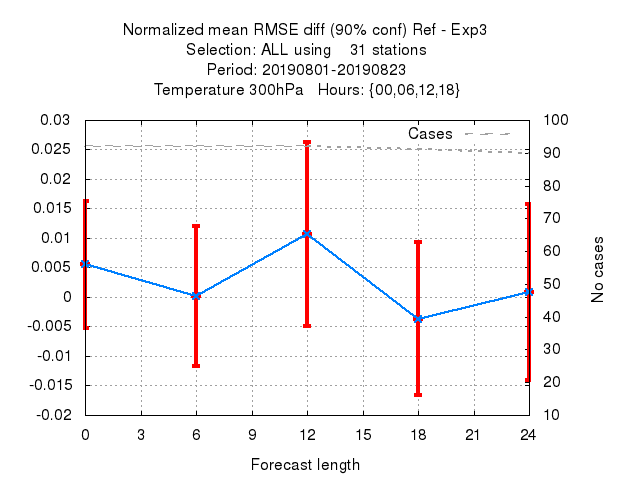 Normalized mean RMSE diff (90% conf) Ref - Exp3
Selection: ALL using    31 stations
Period: 20190801-20190823
Temperature 300hPa   Hours: {00,06,12,18}
Cases
0.03
0.025
0.02
0.015
0.01
0.005
0
-0.005
-0.01
-0.015
-0.02
100
90
80
70
60
50
40
30
20
10
No cases
0 3 6 9 12 15 18 21 24
Forecast length